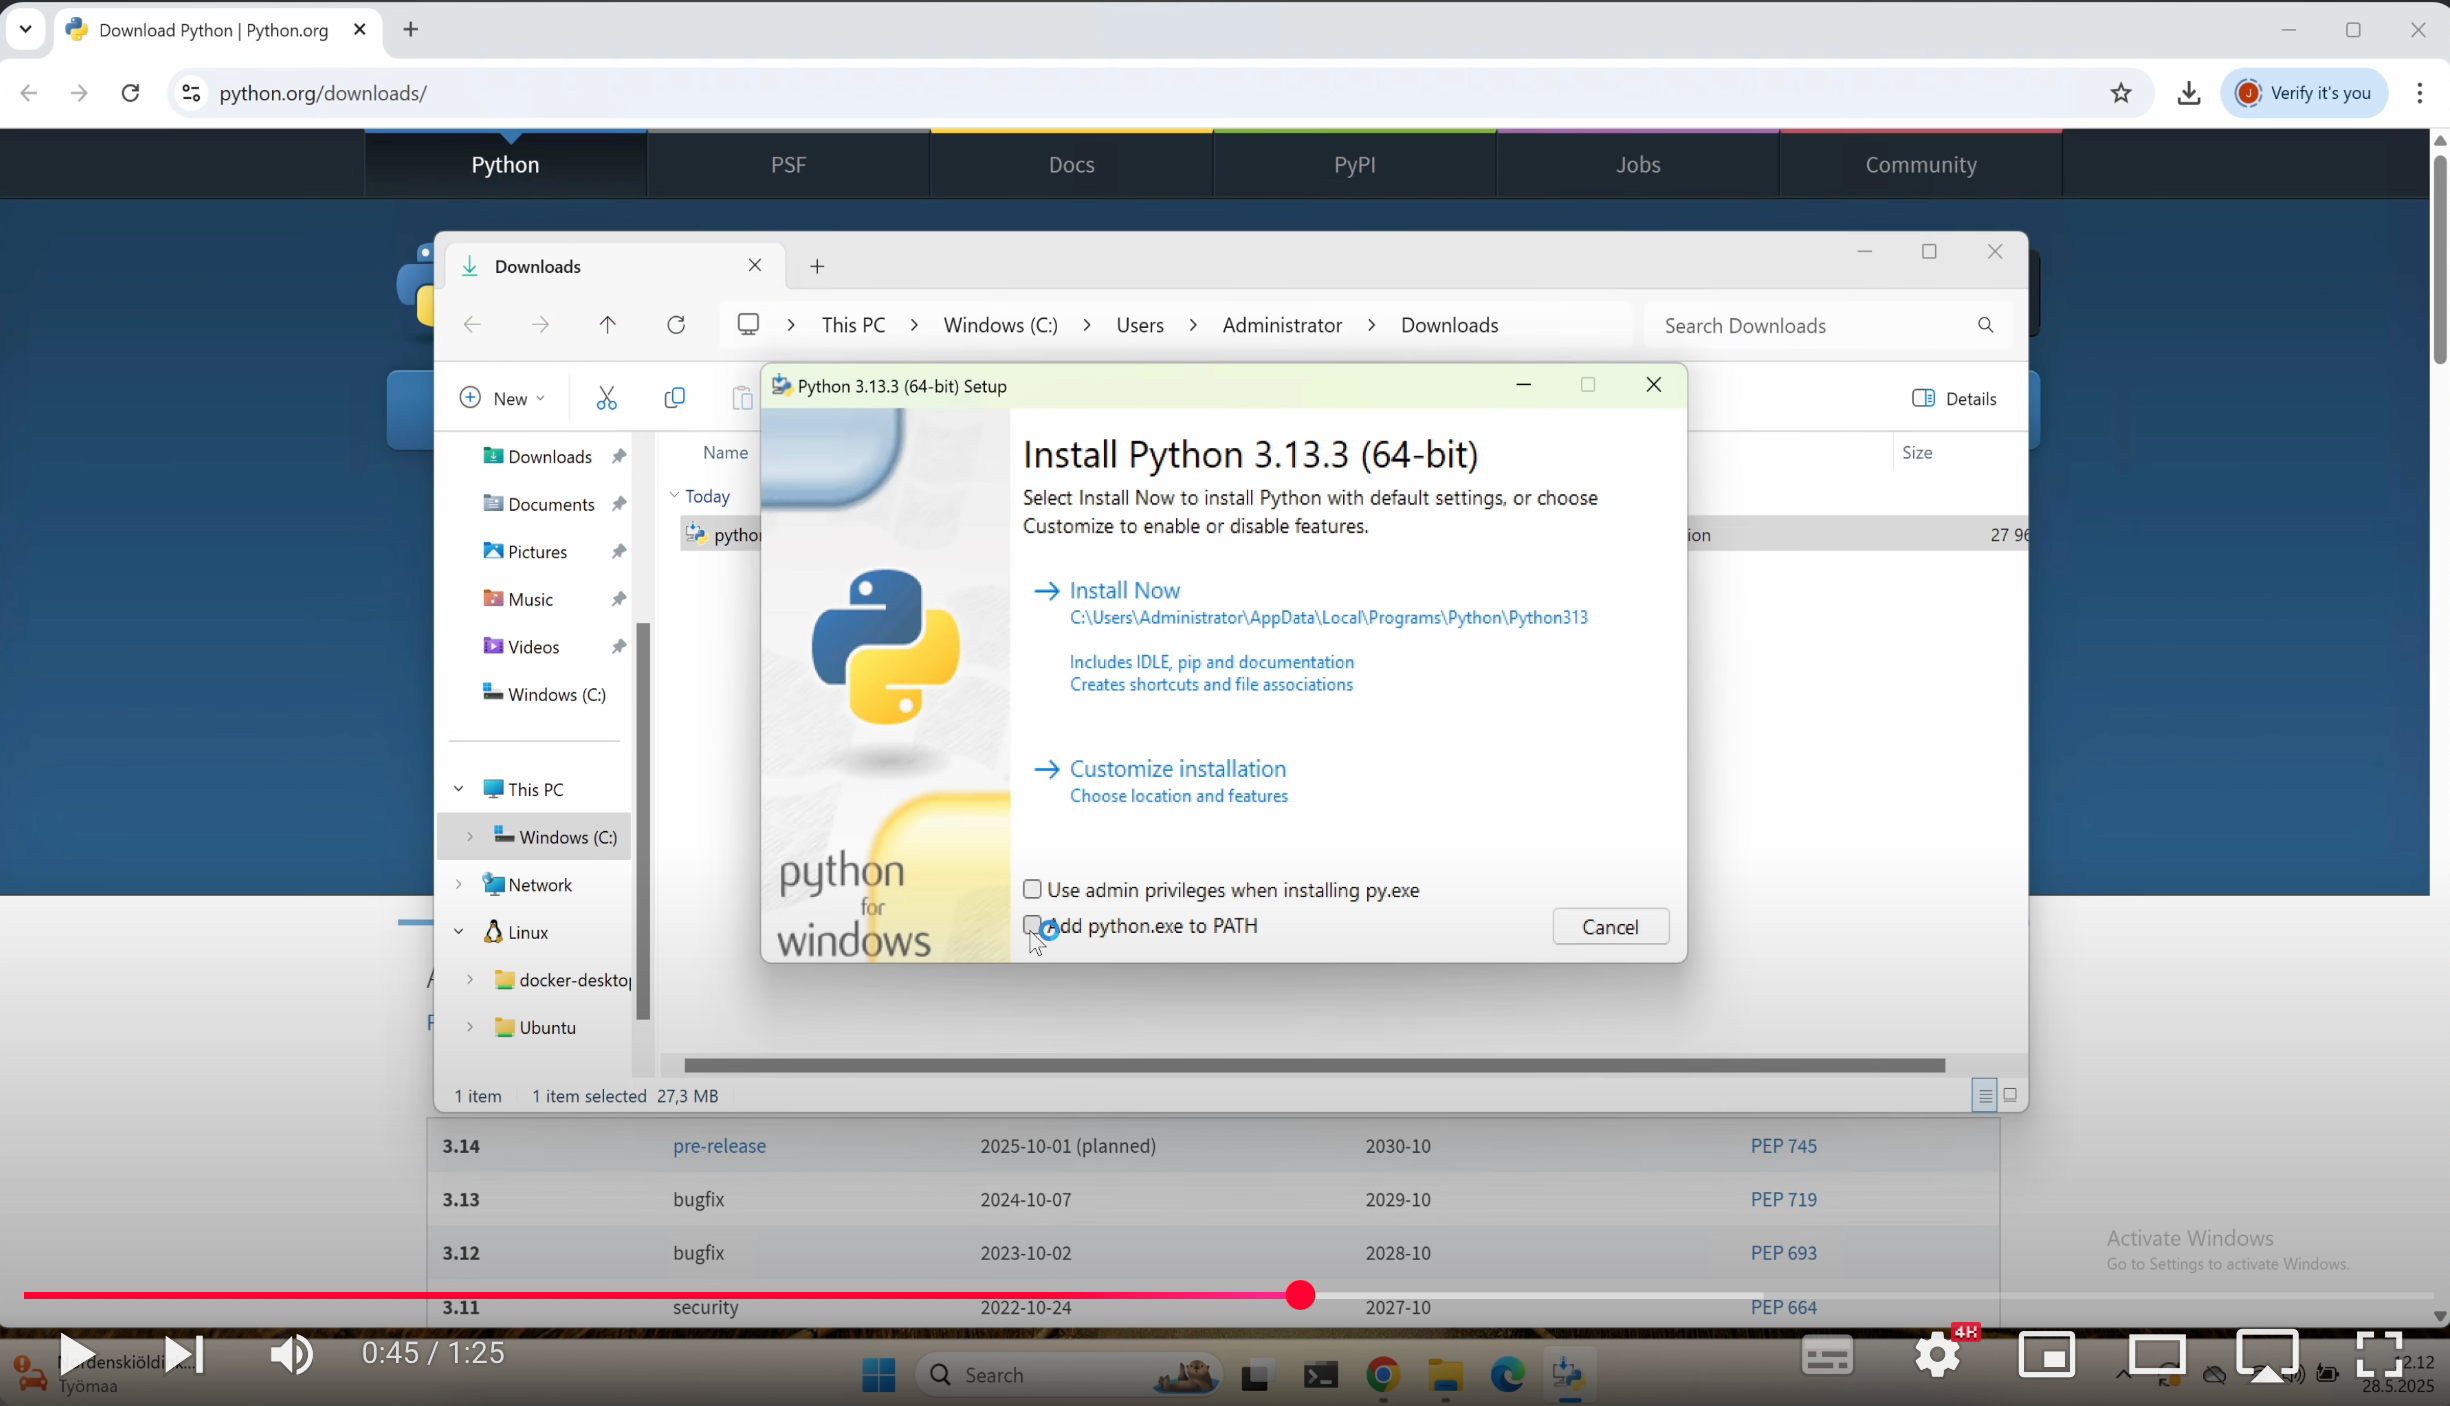 Download Python | Python.org
python.org/downloads/
Verify it's you
Python
PSF
Docs
PyPI
Jobs
Community
Downloads
This PC > Windows (C:) > Users > Administrator > Downloads
Search Downloads
New
Details
Name
Size
Today
27 96
Downloads
Documents
Pictures
Music
Videos
Windows (C:)
This PC
Windows (C:)
Network
Linux
docker-desktop
Ubuntu
1 item
1 item selected 27,3 MB
Python 3.13.3 (64-bit) Setup
Install Python 3.13.3 (64-bit)
Select Install Now to install Python with default settings, or choose
Customize to enable or disable features.
Install Now
C:\Users\Administrator\AppData\Local\Programs\Python\Python313
Includes IDLE, pip and documentation
Creates shortcuts and file associations
Customize installation
Choose location and features
python
for
windows
Use admin privileges when installing py.exe
Add python.exe to PATH
Cancel
3.14 pre-release 2025-10-01 (planned) 2030-10 PEP 745
3.13 bugfix 2024-10-07 2029-10 PEP 719
3.12 bugfix 2023-10-02 2028-10 PEP 693
3.11 security 2022-10-24 2027-10 PEP 664
Activate Windows
Go to Settings to activate Windows.
0:45 / 1:25
4H
Työmaa
Search
12.12
28.5.2025